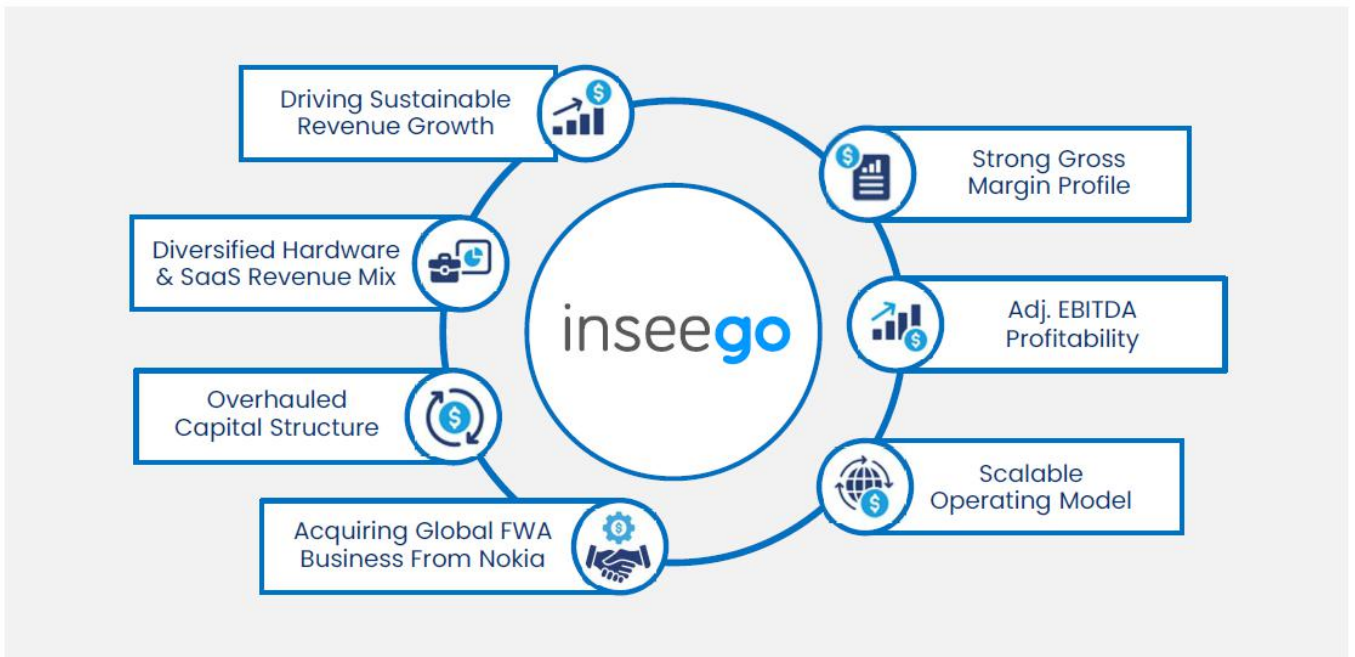 Driving Sustainable
Revenue Growth
Strong Gross
Margin Profile
Diversified Hardware
& SaaS Revenue Mix
inseego
Adj. EBITDA
Profitability
Overhauled
Capital Structure
Scalable
Operating Model
Acquiring Global FWA
Business From Nokia